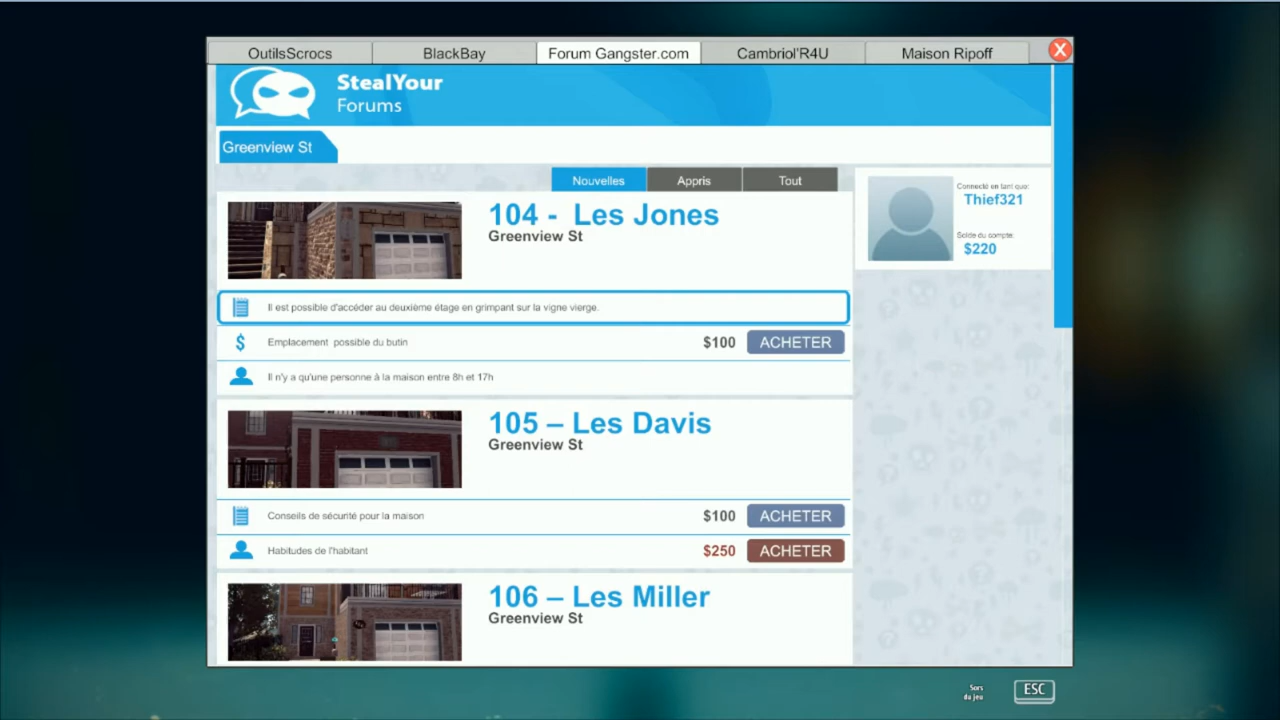 OutilsScrocs
BlackBay
Forum Gangster.com
Cambriol'R4U
Maison Ripoff
X
StealYour
Forums
Greenview St
Nouvelles
Appris
Tout
Connecté en tant que:
Thief321
Solde du compte:
$220
104 - Les Jones
Greenview St
Il est possible d'accéder au deuxième étage en grimpant sur la vigne vierge.
$ Emplacement possible du butin $100 ACHETER
Il n'y a qu'une personne à la maison entre 8h et 17h
105 – Les Davis
Greenview St
Conseils de sécurité pour la maison $100 ACHETER
Habitudes de l'habitant $250 ACHETER
106 – Les Miller
Greenview St
Sors
du jeu
ESC